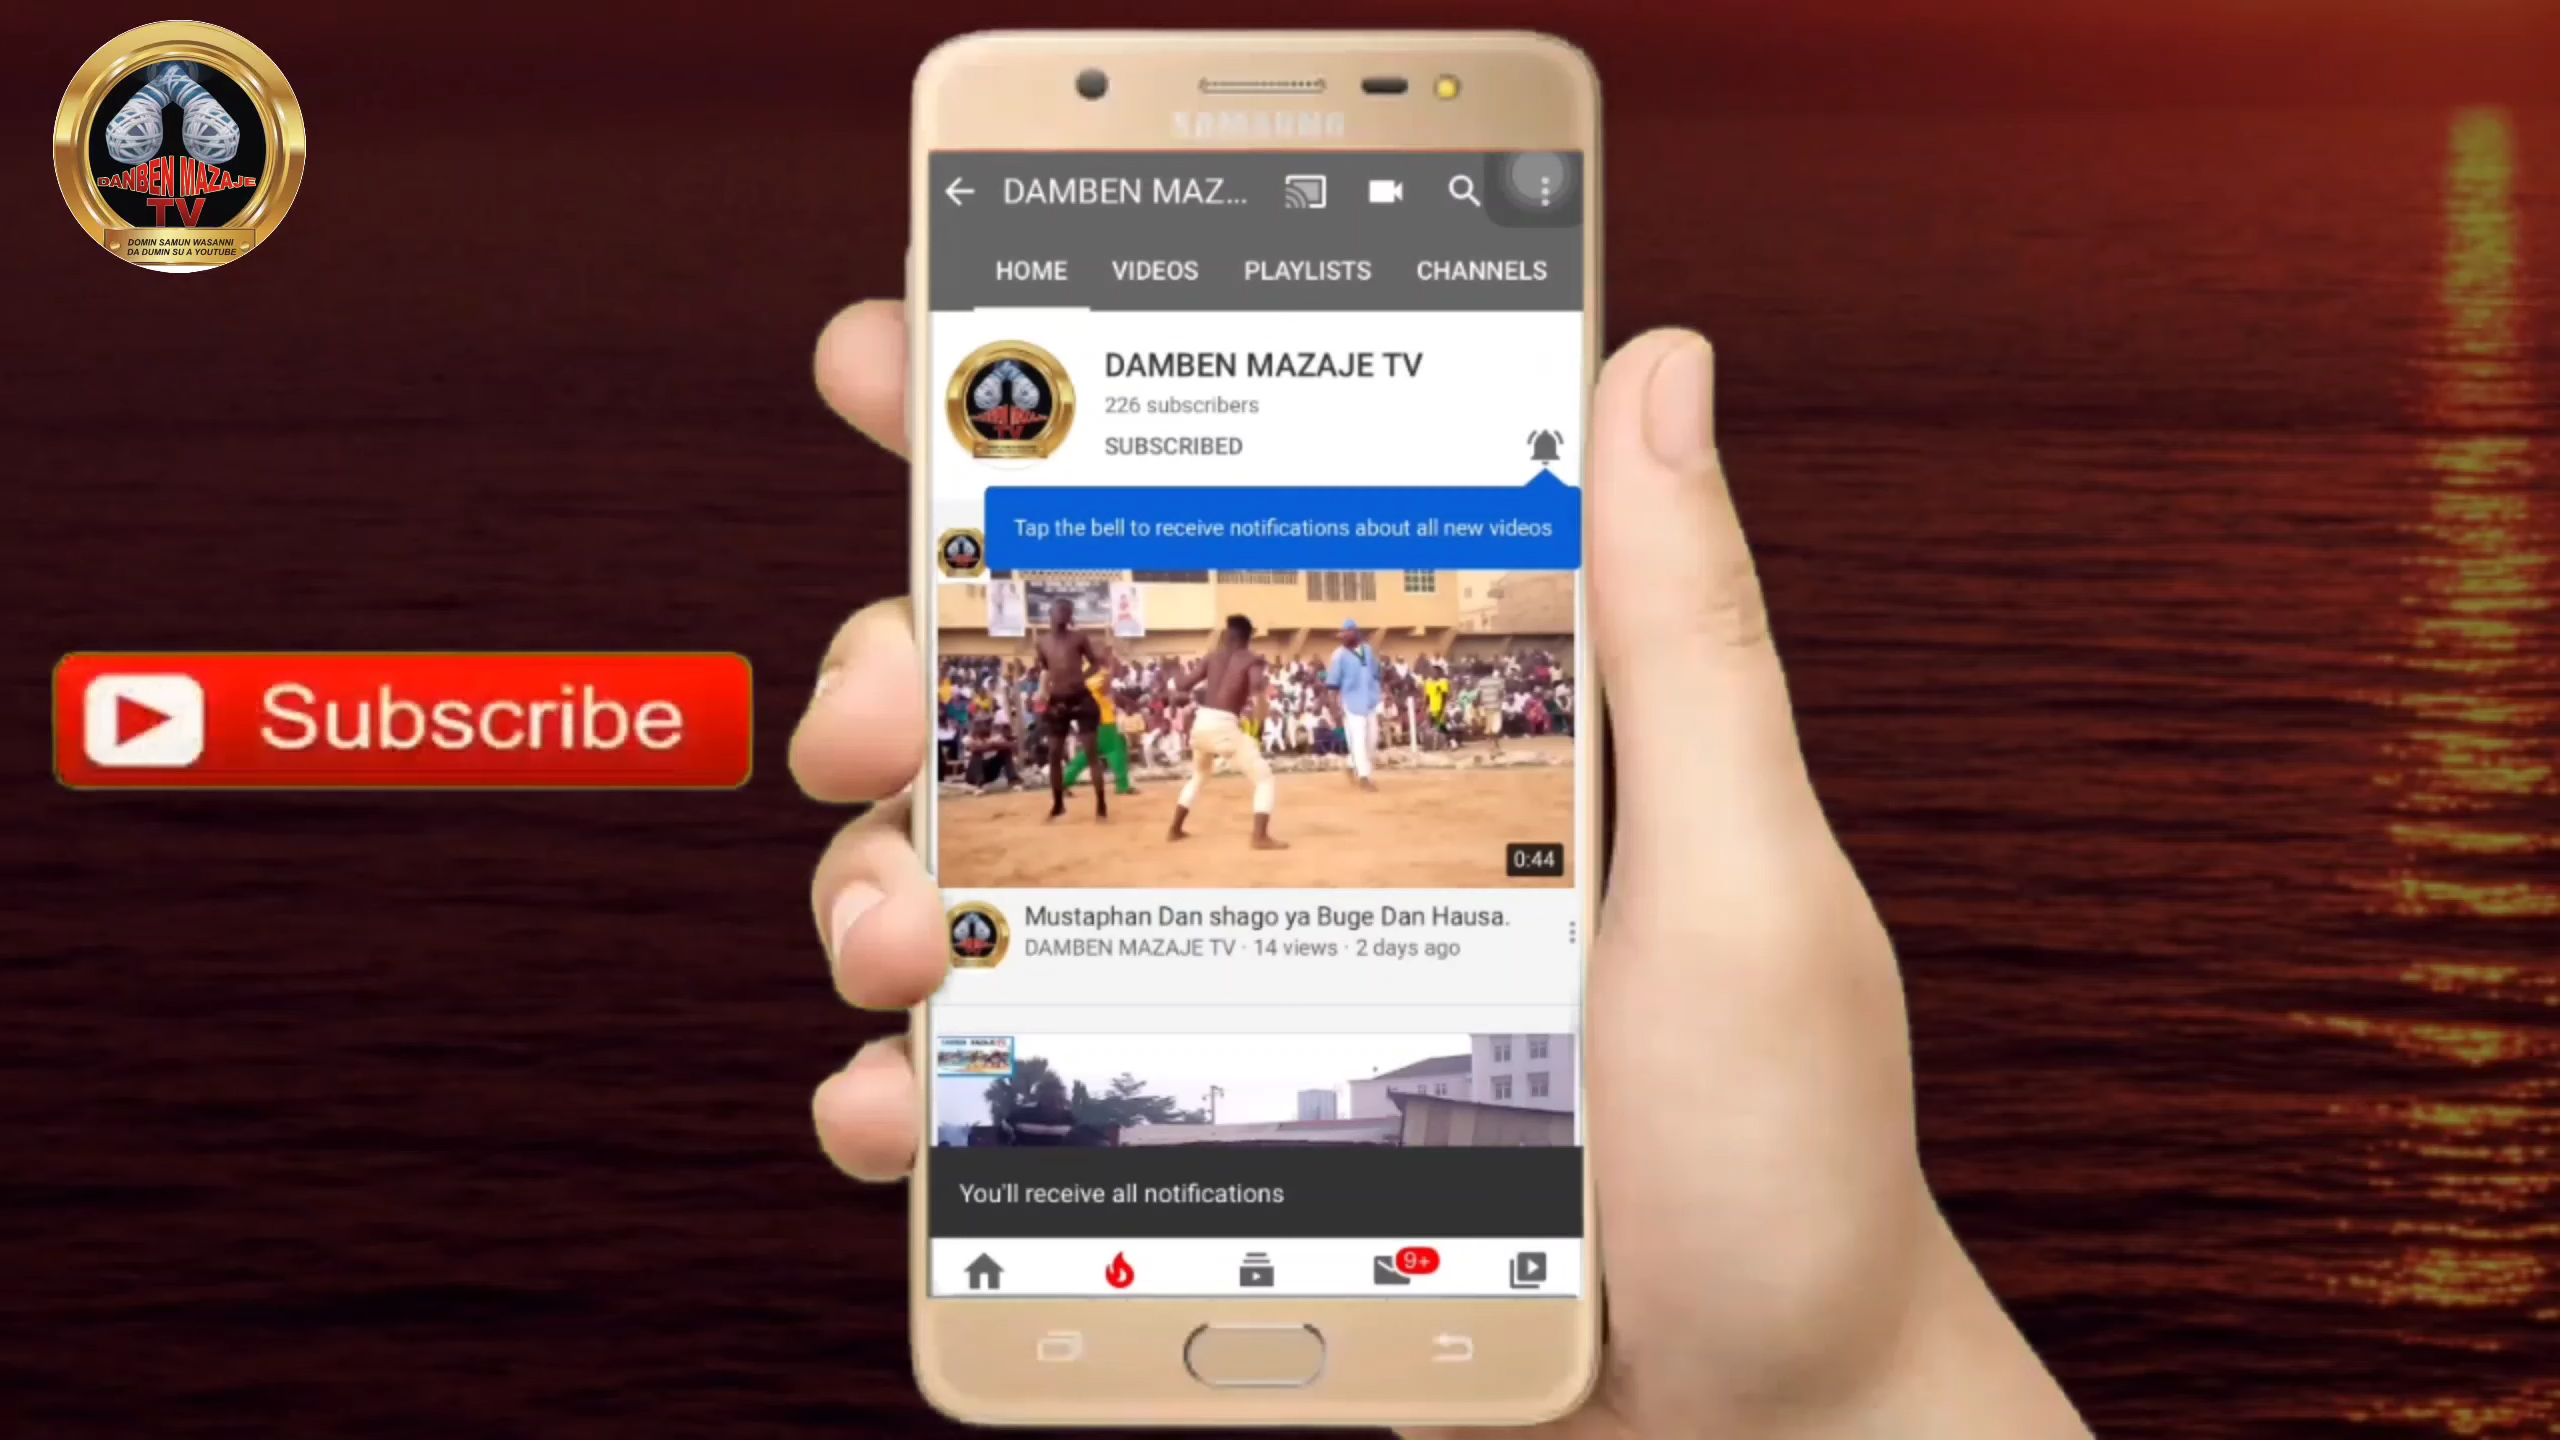 DANBEN MAZAJE
TV
DOMIN SAMUN WASANNI
DA DUMIN SU A YOUTUBE
Subscribe
SAMSUNG
DAMBEN MAZ...
HOME VIDEOS PLAYLISTS CHANNELS
DAMBEN MAZAJE TV
226 subscribers
SUBSCRIBED
Tap the bell to receive notifications about all new videos
0:44
Mustaphan Dan shago ya Buge Dan Hausa.
DAMBEN MAZAJE TV · 14 views · 2 days ago
You'll receive all notifications
9+